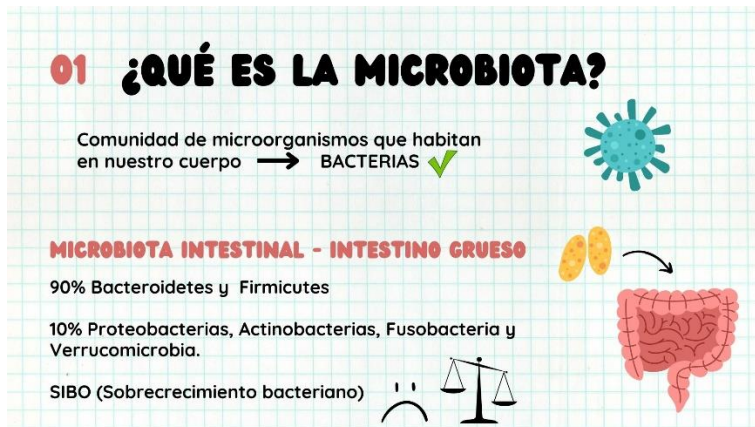 01 ¿QUÉ ES LA MICROBIOTA?
Comunidad de microorganismos que habitan
en nuestro cuerpo → BACTERIAS
MICROBIOTA INTESTINAL - INTESTINO GRUESO
90% Bacteroidetes y Firmicutes
10% Proteobacterias, Actinobacterias, Fusobacteria y
Verrucomicrobia.
SIBO (Sobrecrecimiento bacteriano)